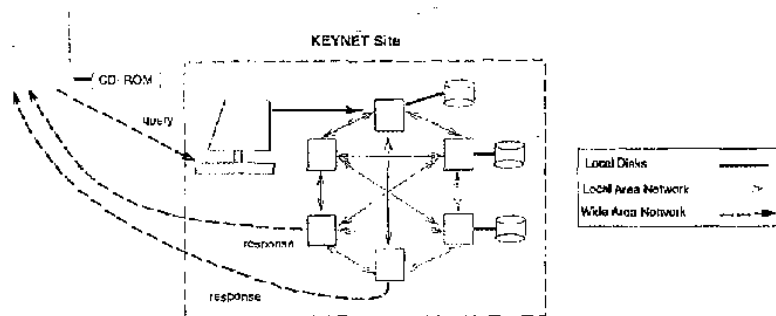 KEYNET Site
CD-ROM
query
response
response
Local Disks
Local Area Network
Wide Area Network